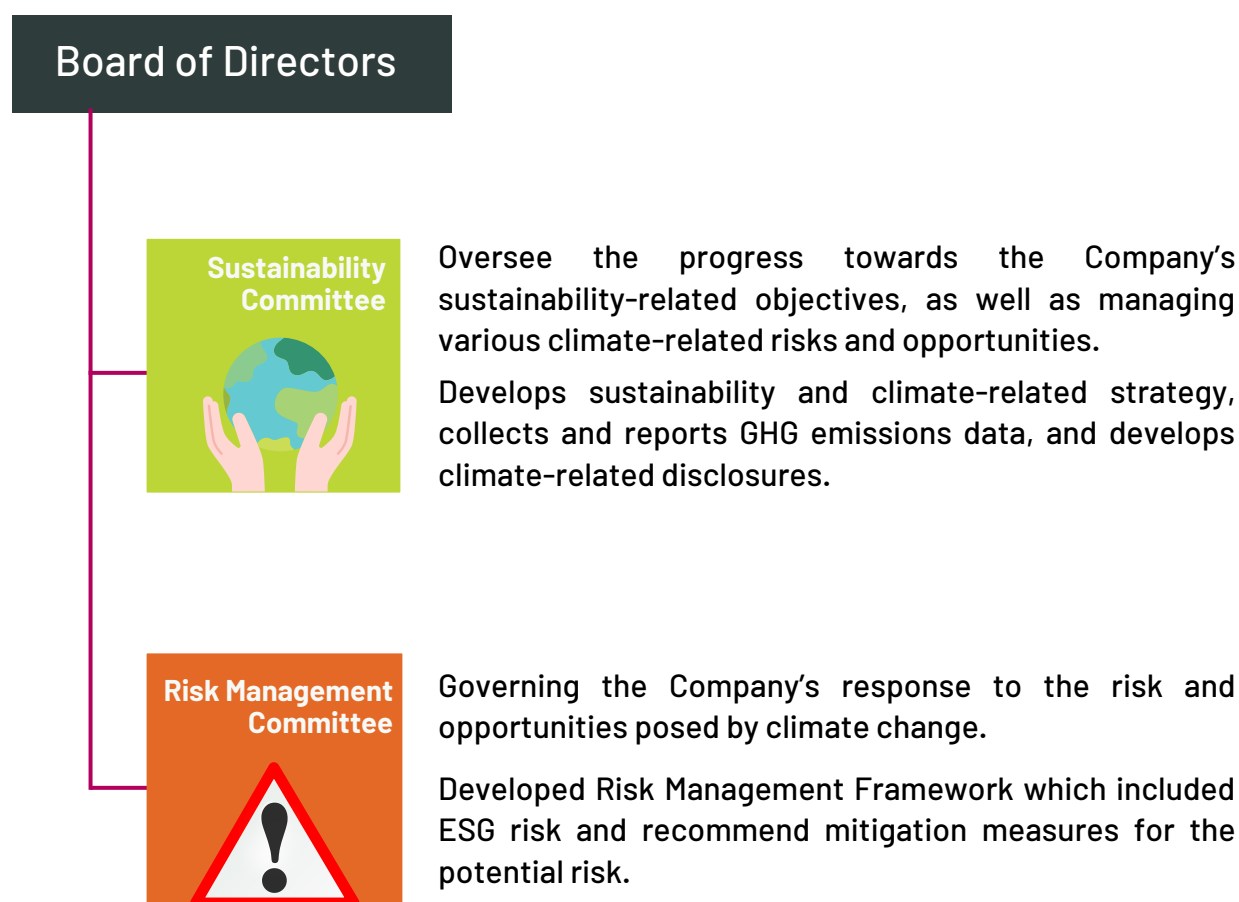 Board of Directors
Sustainability
Committee
Oversee the progress towards the Company’s
sustainability-related objectives, as well as managing
various climate-related risks and opportunities.
Develops sustainability and climate-related strategy,
collects and reports GHG emissions data, and develops
climate-related disclosures.
Risk Management
Committee
Governing the Company’s response to the risk and
opportunities posed by climate change.
Developed Risk Management Framework which included
ESG risk and recommend mitigation measures for the
potential risk.